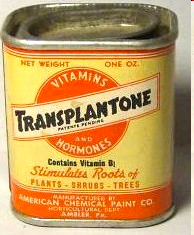 NET WEIGHT ONE OZ.
VITAMINS
TRANSPLANTONE
PATENTS PENDING
AND
HORMONES
Contains Vitamin B1
Stimulates Roots of
PLANTS - SHRUBS - TREES
MANUFACTURED BY
AMERICAN CHEMICAL PAINT CO.
HORTICULTURAL DEPT.
AMBLER, PA.